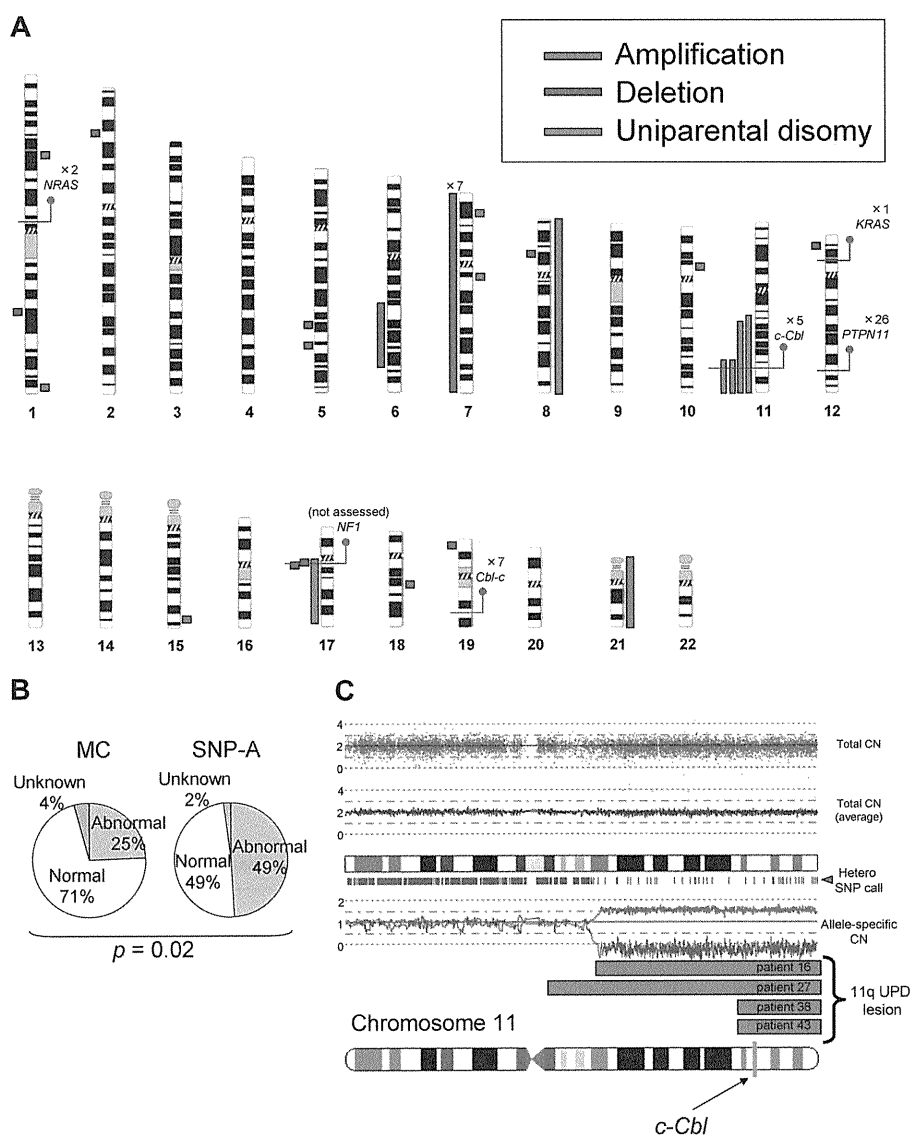 A
Amplification
Deletion
Uniparental disomy
×2
NRAS
×7
×5
c-Cbl
×1
KRAS
×26
PTPN11
1 2 3 4 5 6 7 8 9 10 11 12
(not assessed)
NF1
×7
Cbl-c
13 14 15 16 17 18 19 20 21 22
B
MC
SNP-A
Unknown
4%
Abnormal
25%
Normal
71%
Unknown
2%
Abnormal
49%
Normal
49%
p = 0.02
C
4
2
0
Total CN
4
2
0
Total CN
(average)
Hetero
SNP call
2
1
0
Allele-specific
CN
patient 16
patient 27
patient 38
patient 43
11q UPD
lesion
Chromosome 11
c-Cbl